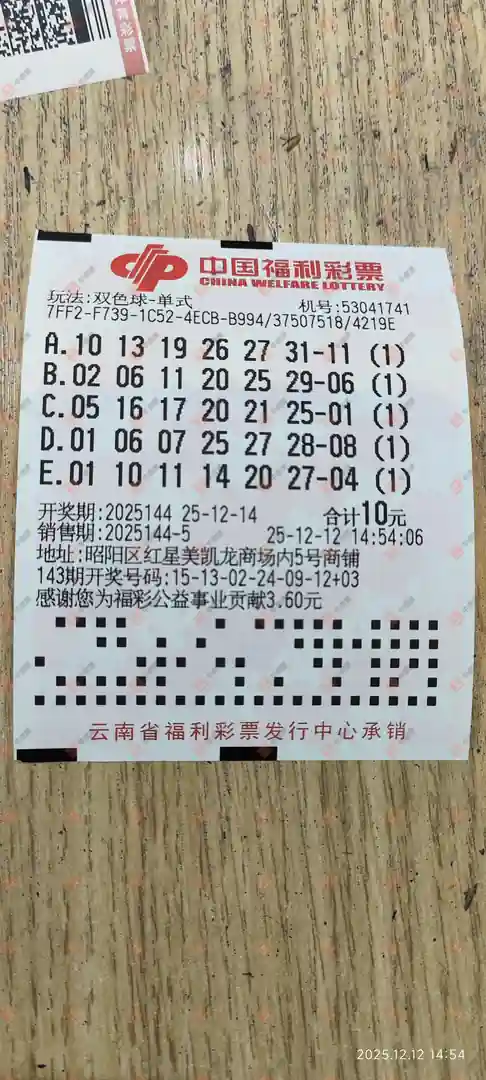 中国福利彩票
CHINA WELFARE LOTTERY
玩法:双色球-单式 机号:53041741
7FF2-F739-1C52-4ECB-B994/37507518/4219E
A.10 13 19 26 27 31-11 (1)
B.02 06 11 20 25 29-06 (1)
C.05 16 17 20 21 25-01 (1)
D.01 06 07 25 27 28-08 (1)
E.01 10 11 14 20 27-04 (1)
开奖期:2025144 25-12-14 合计10元
销售期:2025144-5 25-12-12 14:54:06
地址:昭阳区红星美凯龙商场内5号商铺
143期开奖号码:15-13-02-24-09-12+03
感谢您为福彩公益事业贡献3.60元
云南省福利彩票发行中心承销
2025.12.12 14:54